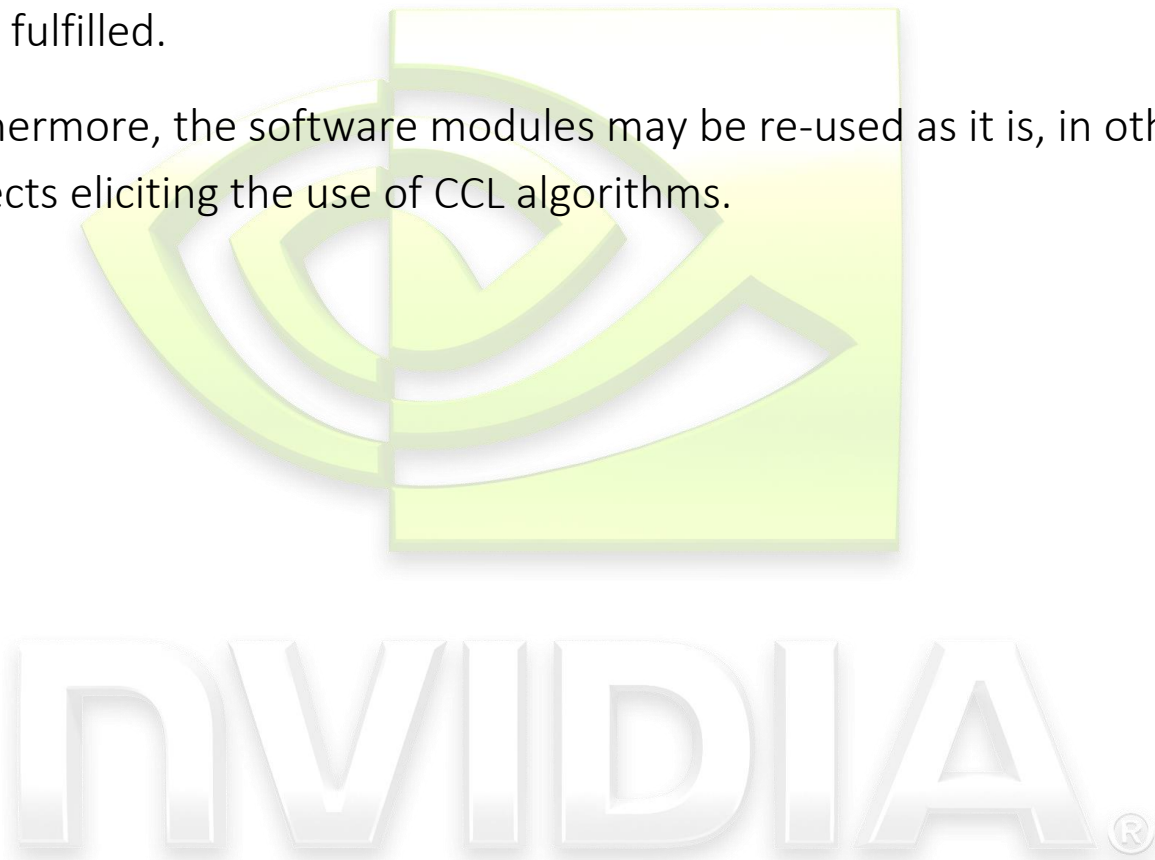 fulfilled.
hermore, the software modules may be re-used as it is, in oth
ects eliciting the use of CCL algorithms.
nVIDIA®